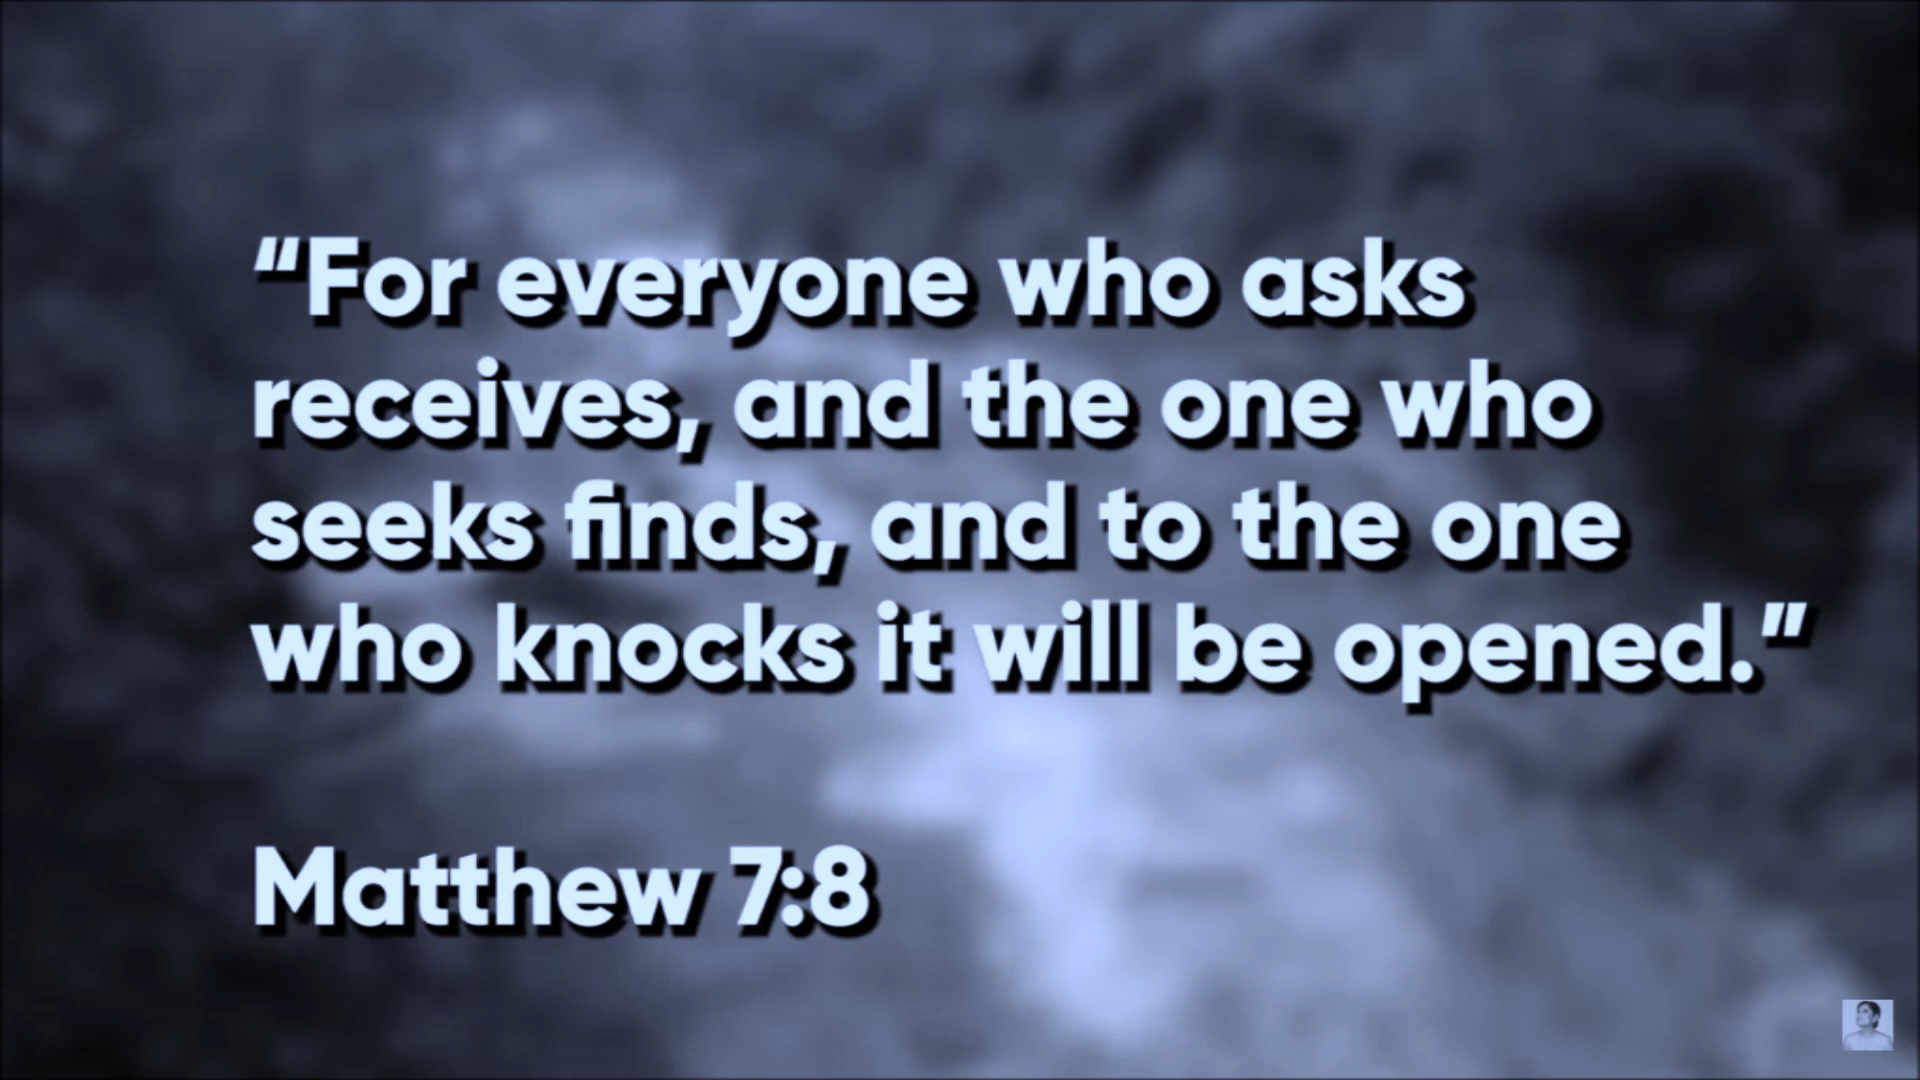 “For everyone who asks
receives, and the one who
seeks finds, and to the one
who knocks it will be opened.”
Matthew 7:8